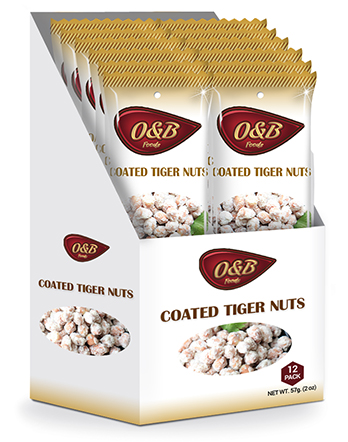 O&B
Foods
COATED TIGER NUTS
O&B
Foods
COATED TIGER NUTS
O&B
Foods
COATED TIGER NUTS
O&B
Foods
COATED TIGER NUTS
12
PACK
NET WT. 57g. (2 oz)